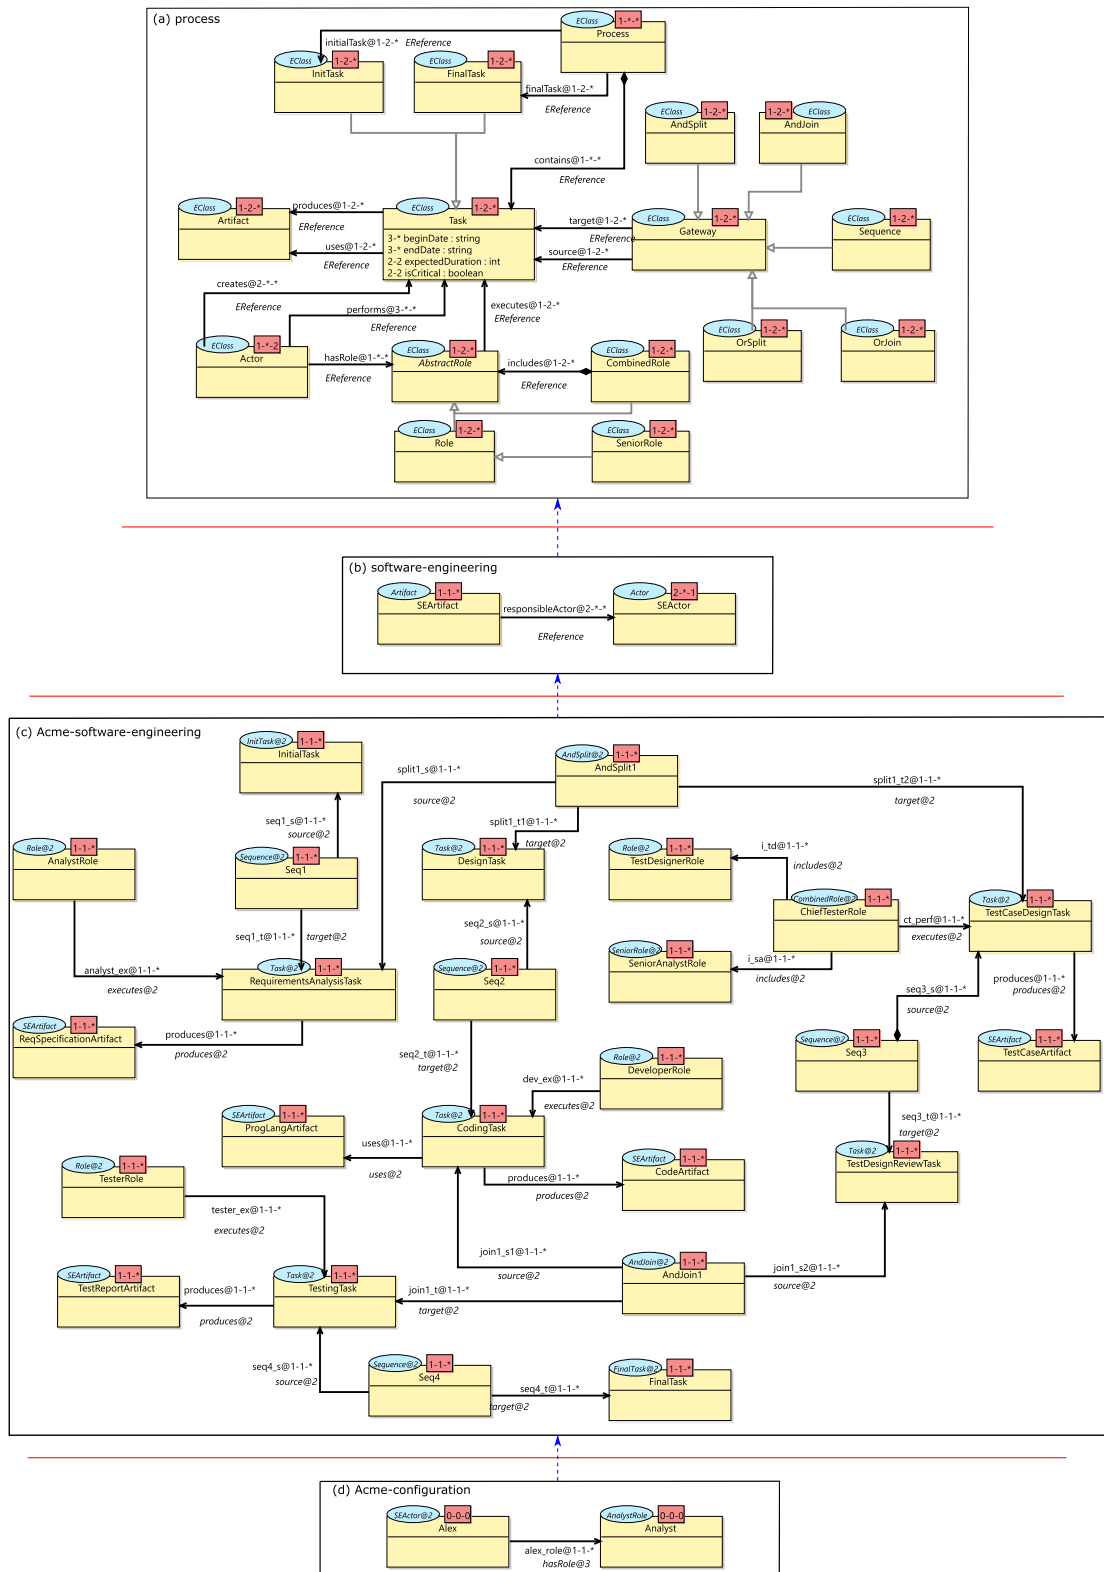 (a) process
EClass 1-*-*
Process
initialTask@1-2-* EReference
EClass 1-2-*
InitTask
EClass 1-2-*
FinalTask
finalTask@1-2-*
EReference
EClass 1-2-*
AndSplit
1-2-* EClass
AndJoin
contains@1-*-*
EReference
EClass 1-2-*
Artifact
produces@1-2-*
EReference
uses@1-2-*
EReference
EClass 1-2-*
Task
3-* beginDate : string
3-* endDate : string
2-2 expectedDuration : int
2-2 isCritical : boolean
target@1-2-*
EReference
source@1-2-*
EReference
EClass 1-2-*
Gateway
EClass 1-2-*
Sequence
creates@2-*-*
EReference
performs@3-*-*
EReference
executes@1-2-*
EReference
EClass 1-2-*
OrSplit
EClass 1-2-*
OrJoin
EClass 1-*-2
Actor
hasRole@1-*-*
EReference
EClass 1-2-*
AbstractRole
includes@1-2-*
EReference
EClass 1-2-*
CombinedRole
EClass 1-2-*
Role
EClass 1-2-*
SeniorRole
(b) software-engineering
Artifact 1-1-*
SEArtifact
responsibleActor@2-*-*
EReference
Actor 2-*-1
SEActor
(c) Acme-software-engineering
InitTask@2 1-1-*
InitialTask
split1_s@1-1-*
source@2
AndSplit@2 1-1-*
AndSplit1
split1_t2@1-1-*
target@2
seq1_s@1-1-*
source@2
split1_t1@1-1-*
target@2
Role@2 1-1-*
AnalystRole
Sequence@2 1-1-*
Seq1
Task@2 1-1-*
DesignTask
Role@2 1-1-*
TestDesignerRole
i_td@1-1-*
includes@2
CombinedRole@2 1-1-*
ChiefTesterRole
ct_perf@1-1-*
executes@2
Task@2 1-1-*
TestCaseDesignTask
seq1_t@1-1-* target@2
seq2_s@1-1-*
source@2
SeniorRole@2 1-1-*
SeniorAnalystRole
i_sa@1-1-*
includes@2
analyst_ex@1-1-*
executes@2
Task@2 1-1-*
RequirementsAnalysisTask
Sequence@2 1-1-*
Seq2
seq3_s@1-1-*
source@2
produces@1-1-*
produces@2
SEArtifact 1-1-*
ReqSpecificationArtifact
produces@1-1-*
produces@2
seq2_t@1-1-*
target@2
Role@2 1-1-*
DeveloperRole
Sequence@2 1-1-*
Seq3
SEArtifact 1-1-*
TestCaseArtifact
dev_ex@1-1-*
executes@2
SEArtifact 1-1-*
ProgLangArtifact
uses@1-1-*
uses@2
Task@2 1-1-*
CodingTask
seq3_t@1-1-*
target@2
Task@2 1-1-*
TestDesignReviewTask
Role@2 1-1-*
TesterRole
produces@1-1-*
produces@2
SEArtifact 1-1-*
CodeArtifact
tester_ex@1-1-*
executes@2
join1_s1@1-1-*
source@2
AndJoin@2 1-1-*
AndJoin1
join1_s2@1-1-*
source@2
SEArtifact 1-1-*
TestReportArtifact
produces@1-1-*
produces@2
Task@2 1-1-*
TestingTask
join1_t@1-1-*
target@2
seq4_s@1-1-*
source@2
Sequence@2 1-1-*
Seq4
seq4_t@1-1-*
target@2
FinalTask@2 1-1-*
FinalTask
(d) Acme-configuration
SEActor@2 0-0-0
Alex
alex_role@1-1-*
hasRole@3
AnalystRole 0-0-0
Analyst